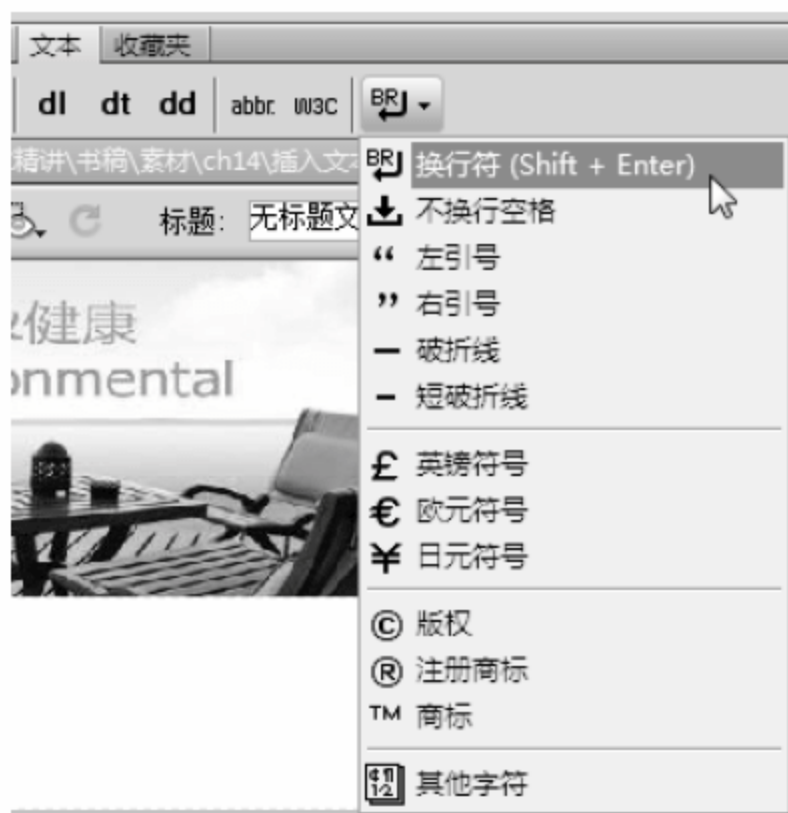 文本 收藏夹
dl dt dd abbr. W3C BR
精讲\书稿\素材\ch14\插入文
BR 换行符 (Shift + Enter)
标题: 无标题文
不换行空格
“ 左引号
” 右引号
健康
— 破折线
onmental
- 短破折线
£ 英镑符号
€ 欧元符号
¥ 日元符号
© 版权
® 注册商标
TM 商标
其他字符